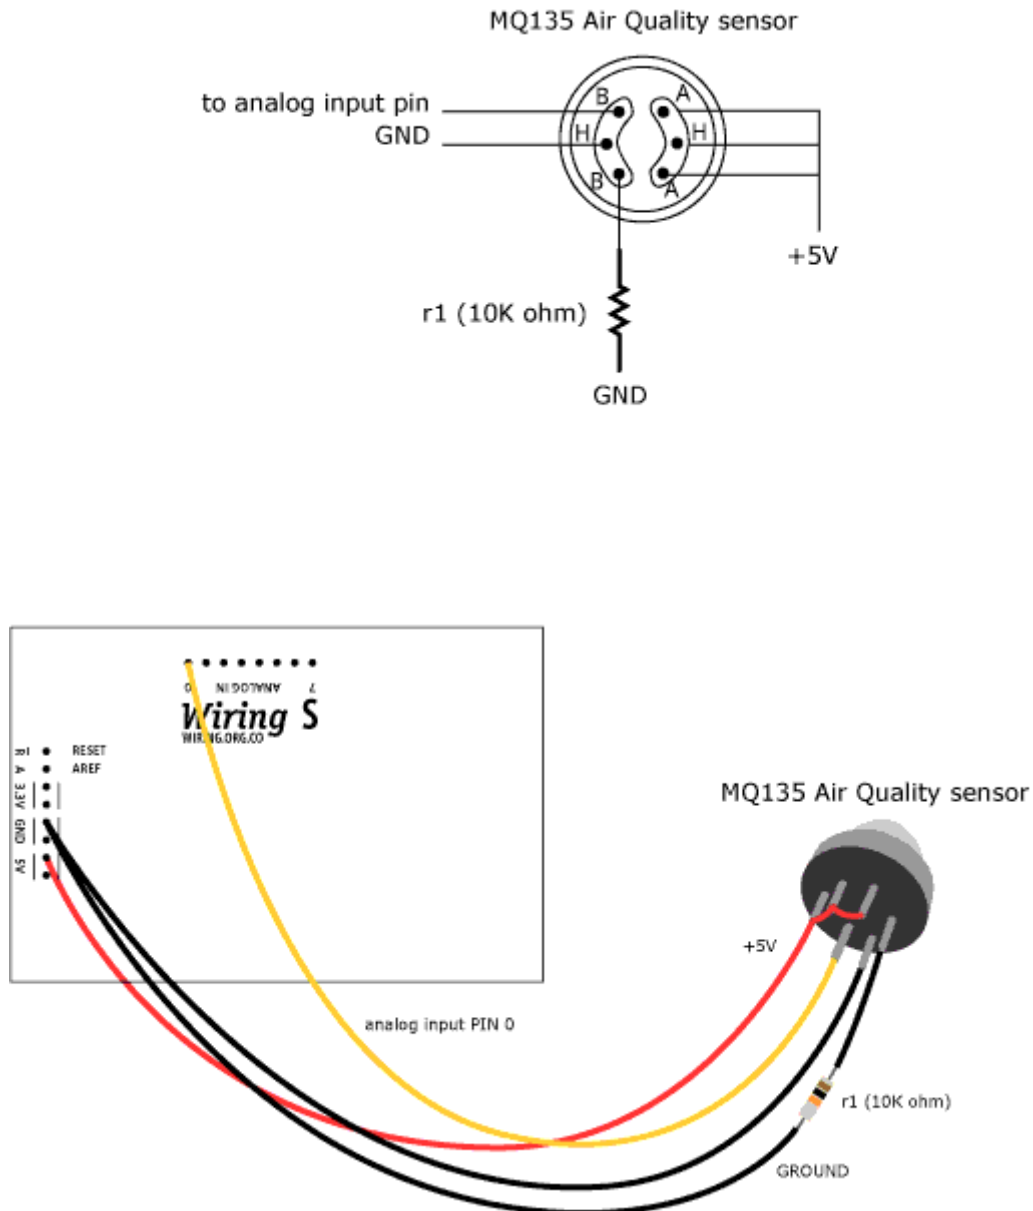 MQ135 Air Quality sensor
to analog input pin
GND
B
A
H
H
B
A
+5V
r1 (10K ohm)
GND
0
ANALOG IN
7
Wiring S
WIRING.ORG.CO
R
RESET
A
AREF
3.3V
GND
5V
MQ135 Air Quality sensor
+5V
analog input PIN 0
r1 (10K ohm)
GROUND